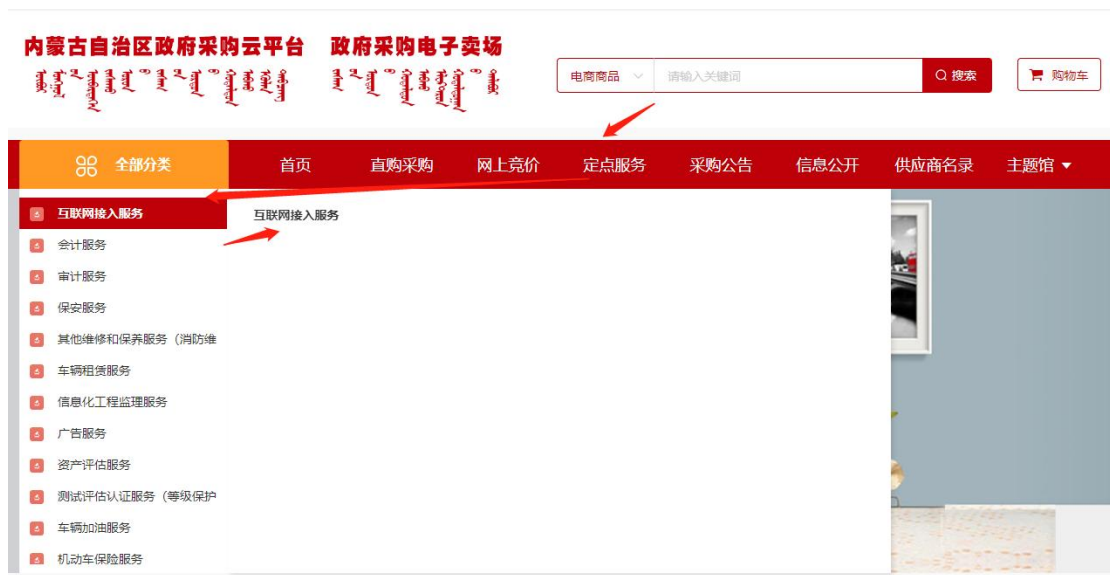 内蒙古自治区政府采购云平台 政府采购电子卖场
电商商品 请输入关键词 搜索 购物车
全部分类 首页 直购采购 网上竞价 定点服务 采购公告 信息公开 供应商名录 主题馆
互联网接入服务 互联网接入服务
会计服务
审计服务
保安服务
其他维修和保养服务（消防维
车辆租赁服务
信息化工程监理服务
广告服务
资产评估服务
测试评估认证服务（等级保护
车辆加油服务
机动车保险服务